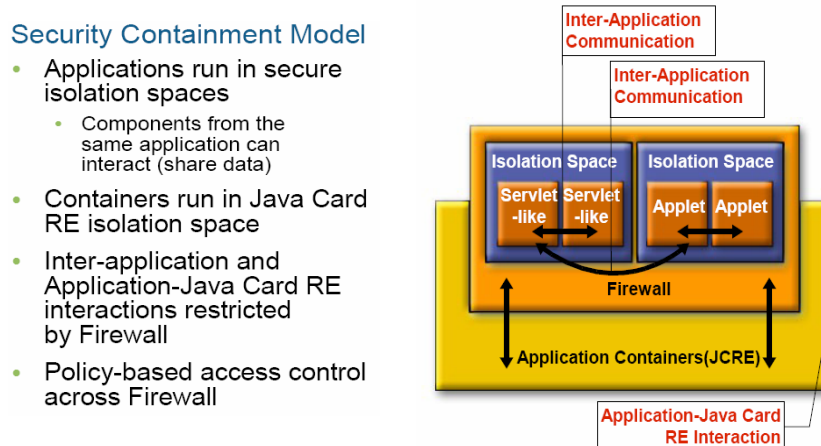 Security Containment Model
• Applications run in secure
isolation spaces
• Components from the
same application can
interact (share data)
• Containers run in Java Card
RE isolation space
• Inter-application and
Application-Java Card RE
interactions restricted
by Firewall
• Policy-based access control
across Firewall
Inter-Application
Communication
Inter-Application
Communication
Isolation Space
Isolation Space
Servlet
-like
Servlet
-like
Applet
Applet
Firewall
Application Containers(JCRE)
Application-Java Card
RE Interaction